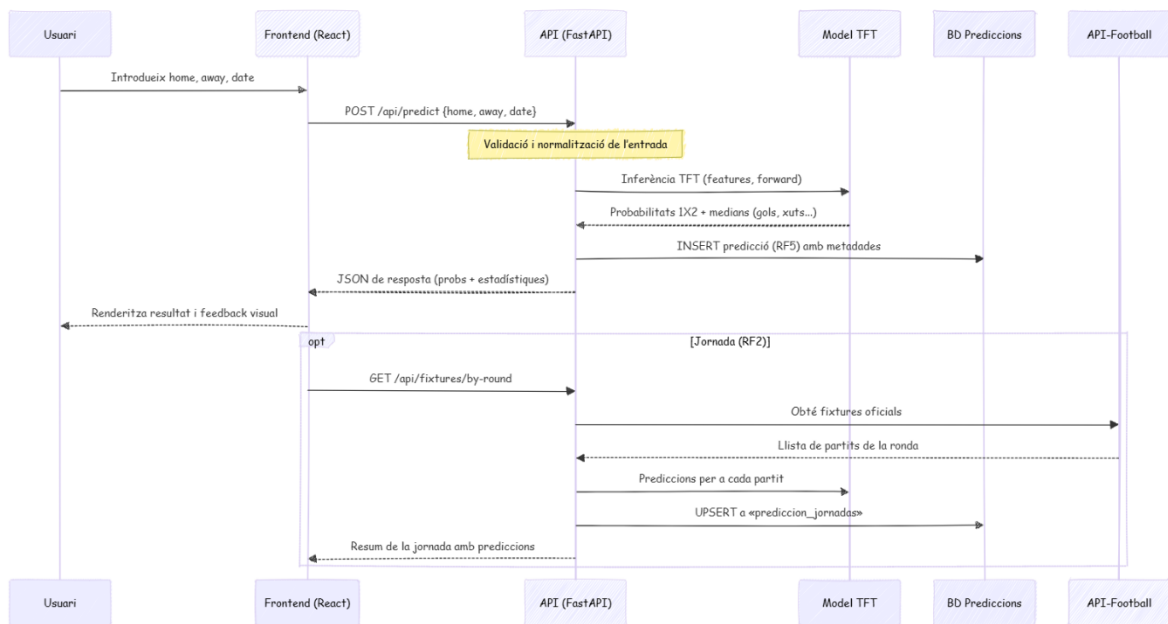 Usuari
Frontend (React)
API (FastAPI)
Model TFT
BD Prediccions
API-Football
Introdueix home, away, date
POST /api/predict {home, away, date}
Validació i normalització de l'entrada
Inferència TFT (features, forward)
Probabilitats 1X2 + medians (gols, xuts...)
INSERT predicció (RF5) amb metadades
JSON de resposta (probs + estadístiques)
Renderitza resultat i feedback visual
opt
[Jornada (RF2)]
GET /api/fixtures/by-round
Obté fixtures oficials
Llista de partits de la ronda
Prediccions per a cada partit
UPSERT a «prediccion_jornadas»
Resum de la jornada amb prediccions
Usuari
Frontend (React)
API (FastAPI)
Model TFT
BD Prediccions
API-Football